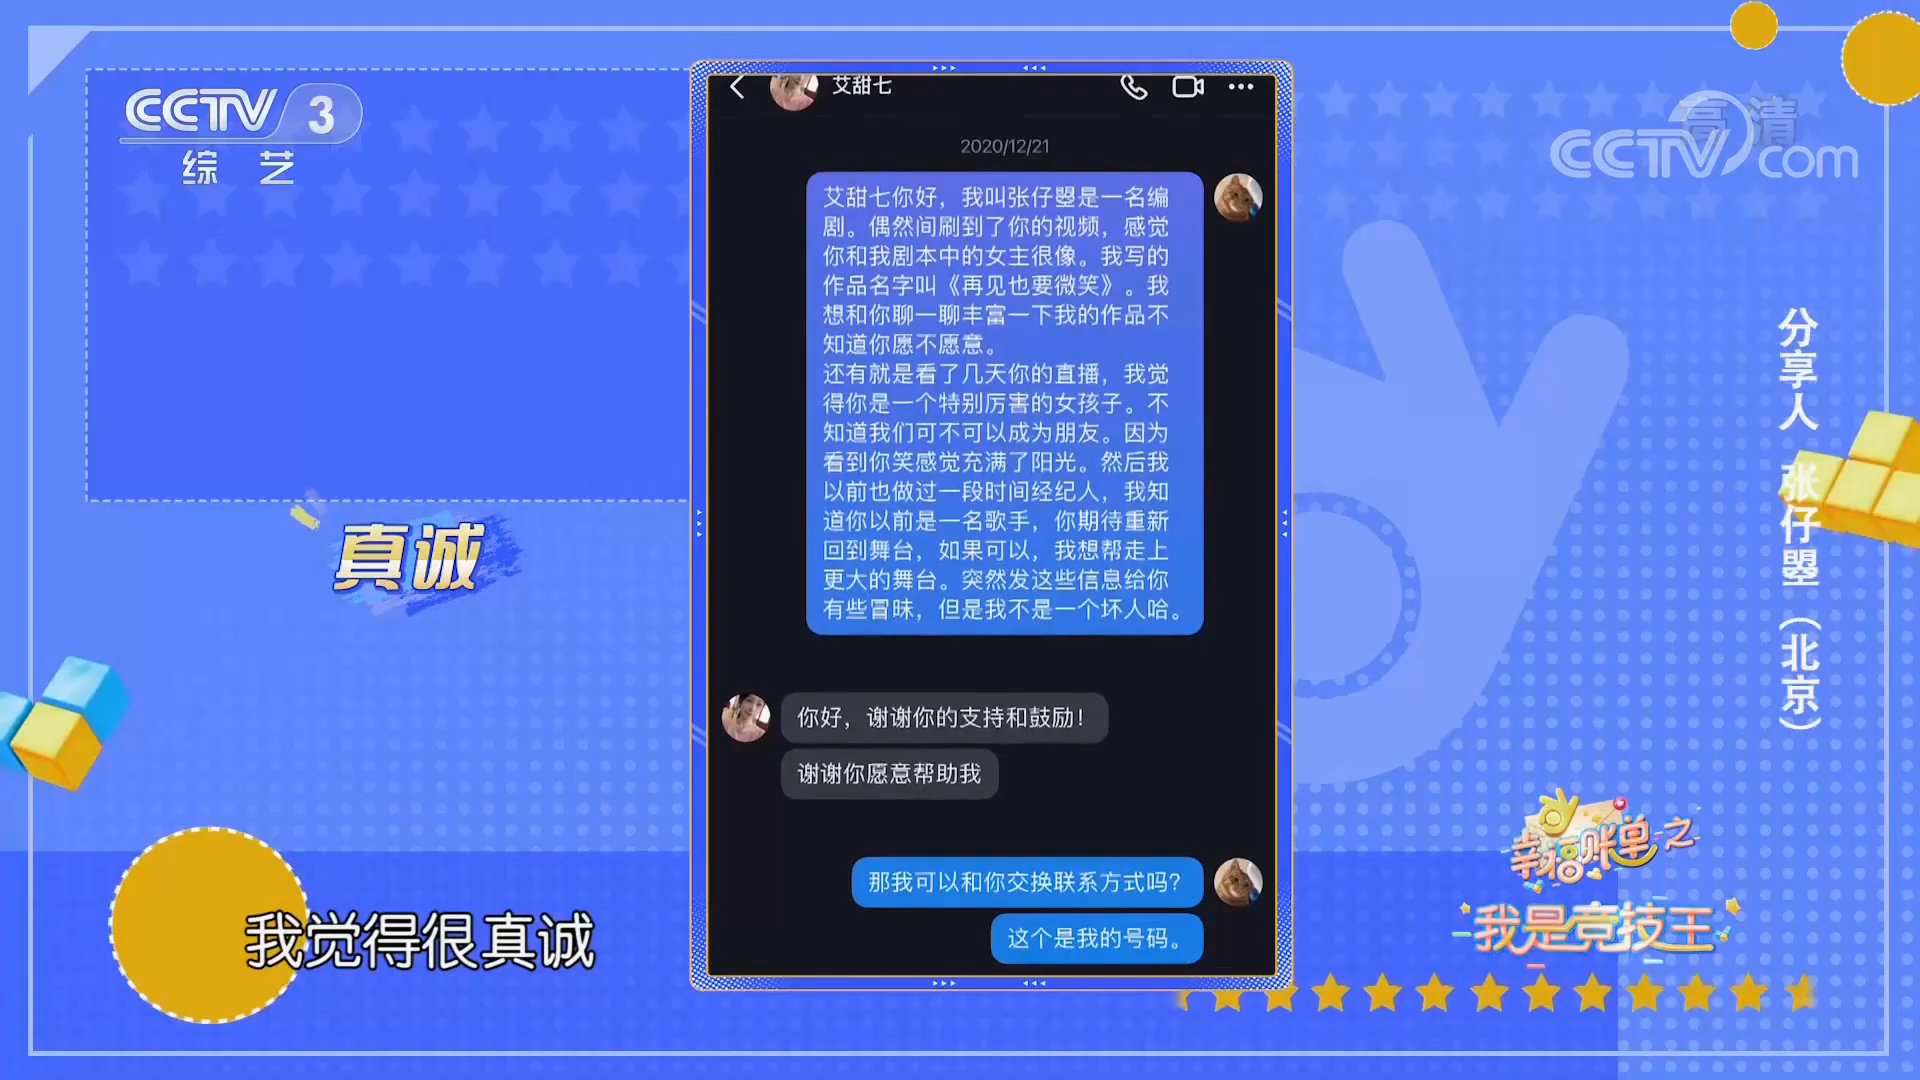 CCTV 3
综 艺
高清
CCTV.com
艾甜七
2020/12/21
艾甜七你好，我叫张仔曌是一名编
剧。偶然间刷到了你的视频，感觉
你和我剧本中的女主很像。我写的
作品名字叫《再见也要微笑》。我
想和你聊一聊丰富一下我的作品不
知道你愿不愿意。
还有就是看了几天你的直播，我觉
得你是一个特别厉害的女孩子。不
知道我们可不可以成为朋友。因为
看到你笑感觉充满了阳光。然后我
以前也做过一段时间经纪人，我知
道你以前是一名歌手，你期待重新
回到舞台，如果可以，我想帮走上
更大的舞台。突然发这些信息给你
有些冒昧，但是我不是一个坏人哈。
你好，谢谢你的支持和鼓励！
谢谢你愿意帮助我
那我可以和你交换联系方式吗？
这个是我的号码。
真诚
我觉得很真诚
分享人 张仔曌（北京）
幸福账单之
我是竞技王